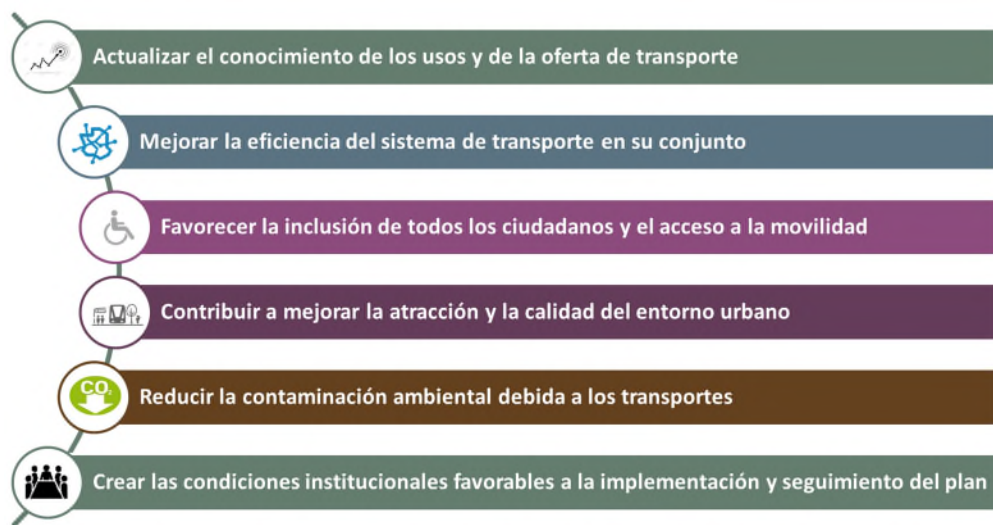 Actualizar el conocimiento de los usos y de la oferta de transporte
Mejorar la eficiencia del sistema de transporte en su conjunto
Favorecer la inclusión de todos los ciudadanos y el acceso a la movilidad
Contribuir a mejorar la atracción y la calidad del entorno urbano
CO₂
Reducir la contaminación ambiental debida a los transportes
Crear las condiciones institucionales favorables a la implementación y seguimiento del plan